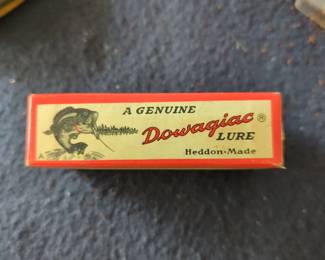 A GENUINE
Dowagiac®
LURE
Heddon-Made